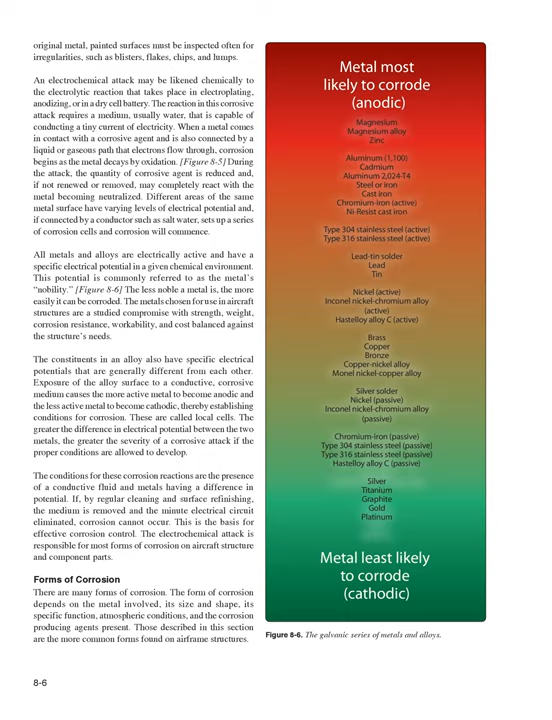 original metal, painted surfaces must be inspected often for
irregularities, such as blisters, flakes, chips, and lumps.
An electrochemical attack may be likened chemically to
the electrolytic reaction that takes place in electroplating,
anodizing, or in a dry cell battery. The reaction in this corrosive
attack requires a medium, usually water, that is capable of
conducting a tiny current of electricity. When a metal comes
in contact with a corrosive agent and is also connected by a
liquid or gaseous path that electrons flow through, corrosion
begins as the metal decays by oxidation. [Figure 8-5] During
the attack, the quantity of corrosive agent is reduced and,
if not renewed or removed, may completely react with the
metal becoming neutralized. Different areas of the same
metal surface have varying levels of electrical potential and,
if connected by a conductor such as salt water, sets up a series
of corrosion cells and corrosion will commence.
All metals and alloys are electrically active and have a
specific electrical potential in a given chemical environment.
This potential is commonly referred to as the metal's
“nobility.” [Figure 8-6] The less noble a metal is, the more
easily it can be corroded. The metals chosen for use in aircraft
structures are a studied compromise with strength, weight,
corrosion resistance, workability, and cost balanced against
the structure's needs.
The constituents in an alloy also have specific electrical
potentials that are generally different from each other.
Exposure of the alloy surface to a conductive, corrosive
medium causes the more active metal to become anodic and
the less active metal to become cathodic, thereby establishing
conditions for corrosion. These are called local cells. The
greater the difference in electrical potential between the two
metals, the greater the severity of a corrosive attack if the
proper conditions are allowed to develop.
The conditions for these corrosion reactions are the presence
of a conductive fluid and metals having a difference in
potential. If, by regular cleaning and surface refinishing,
the medium is removed and the minute electrical circuit
eliminated, corrosion cannot occur. This is the basis for
effective corrosion control. The electrochemical attack is
responsible for most forms of corrosion on aircraft structure
and component parts.
Forms of Corrosion
There are many forms of corrosion. The form of corrosion
depends on the metal involved, its size and shape, its
specific function, atmospheric conditions, and the corrosion
producing agents present. Those described in this section
are the more common forms found on airframe structures.
Metal most
likely to corrode
(anodic)
Magnesium
Magnesium alloy
Zinc
Aluminum (1,100)
Cadmium
Aluminum 2,024-T4
Steel or iron
Cast iron
Chromium-iron (active)
Ni-Resist cast iron
Type 304 stainless steel (active)
Type 316 stainless steel (active)
Lead-tin solder
Lead
Tin
Nickel (active)
Inconel nickel-chromium alloy
(active)
Hastelloy alloy C (active)
Brass
Copper
Bronze
Copper-nickel alloy
Monel nickel-copper alloy
Silver solder
Nickel (passive)
Inconel nickel-chromium alloy
(passive)
Chromium-iron (passive)
Type 304 stainless steel (passive)
Type 316 stainless steel (passive)
Hastelloy alloy C (passive)
Silver
Titanium
Graphite
Gold
Platinum
Metal least likely
to corrode
(cathodic)
Figure 8-6. The galvanic series of metals and alloys.
8-6